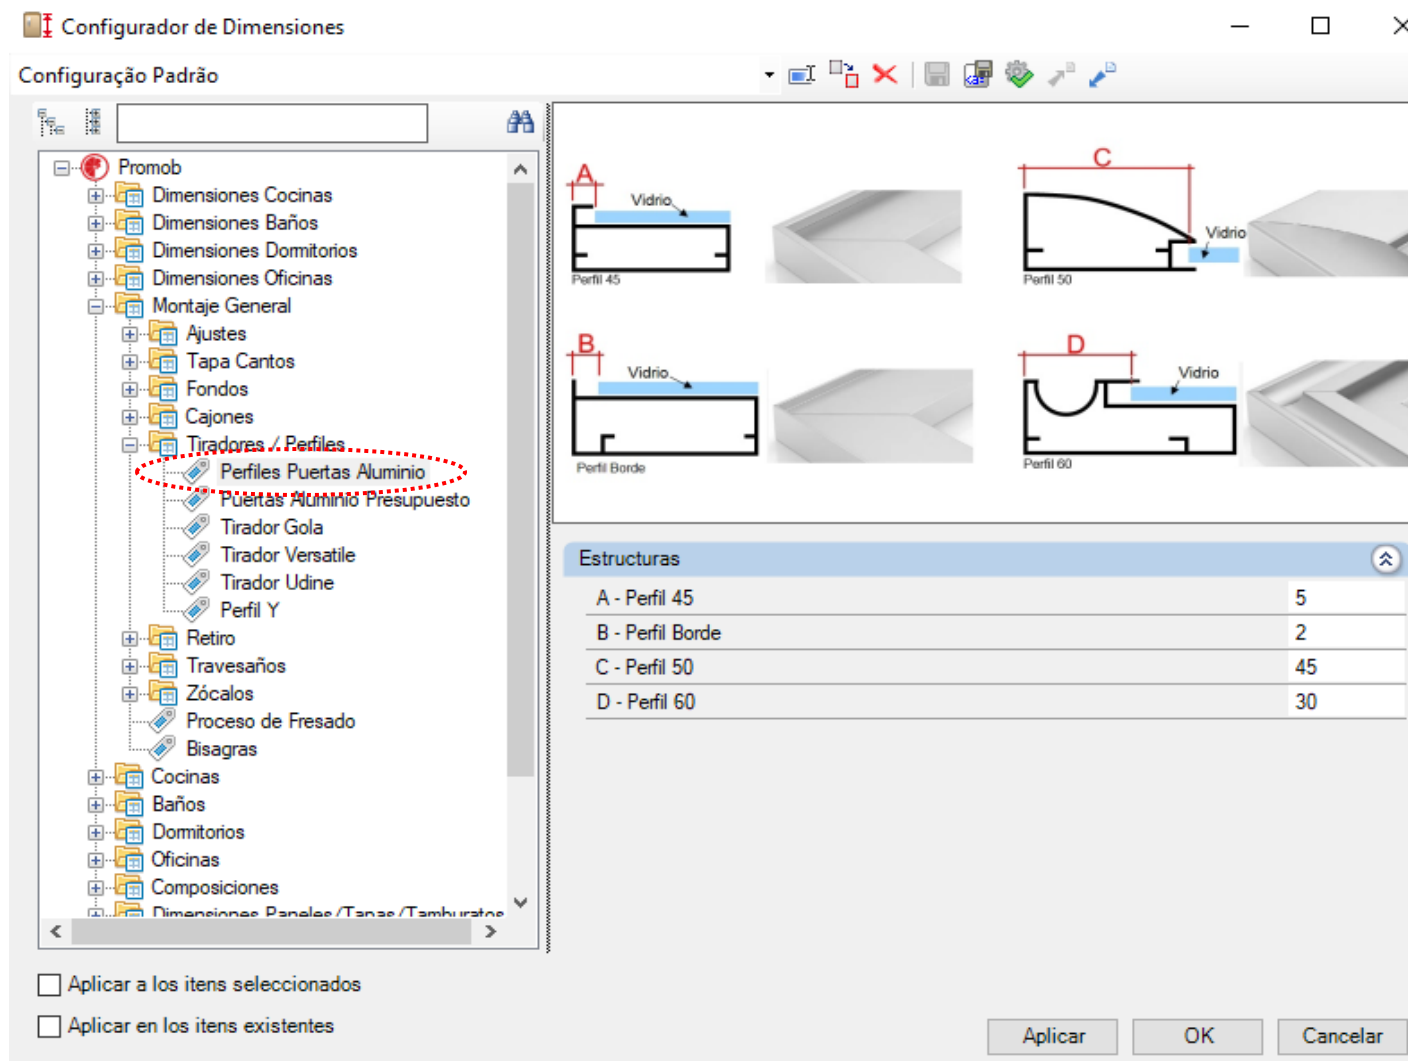 Configurador de Dimensiones
Configuração Padrão
Promob
Dimensiones Cocinas
Dimensiones Baños
Dimensiones Dormitorios
Dimensiones Oficinas
Montaje General
Ajustes
Tapa Cantos
Fondos
Cajones
Tiradores / Perfiles
Perfiles Puertas Aluminio
Puertas Aluminio Presupuesto
Tirador Gola
Tirador Versatile
Tirador Udine
Perfil Y
Retiro
Travesaños
Zócalos
Proceso de Fresado
Bisagras
Cocinas
Baños
Dormitorios
Oficinas
Composiciones
Dimensiones Paneles/Tapas/Tamburatos
A
Vidrio
Perfil 45
C
Vidrio
Perfil 50
B
Vidrio
Perfil Borde
D
Vidrio
Perfil 60
Estructuras
A - Perfil 45 5
B - Perfil Borde 2
C - Perfil 50 45
D - Perfil 60 30
Aplicar a los itens seleccionados
Aplicar en los itens existentes
Aplicar OK Cancelar